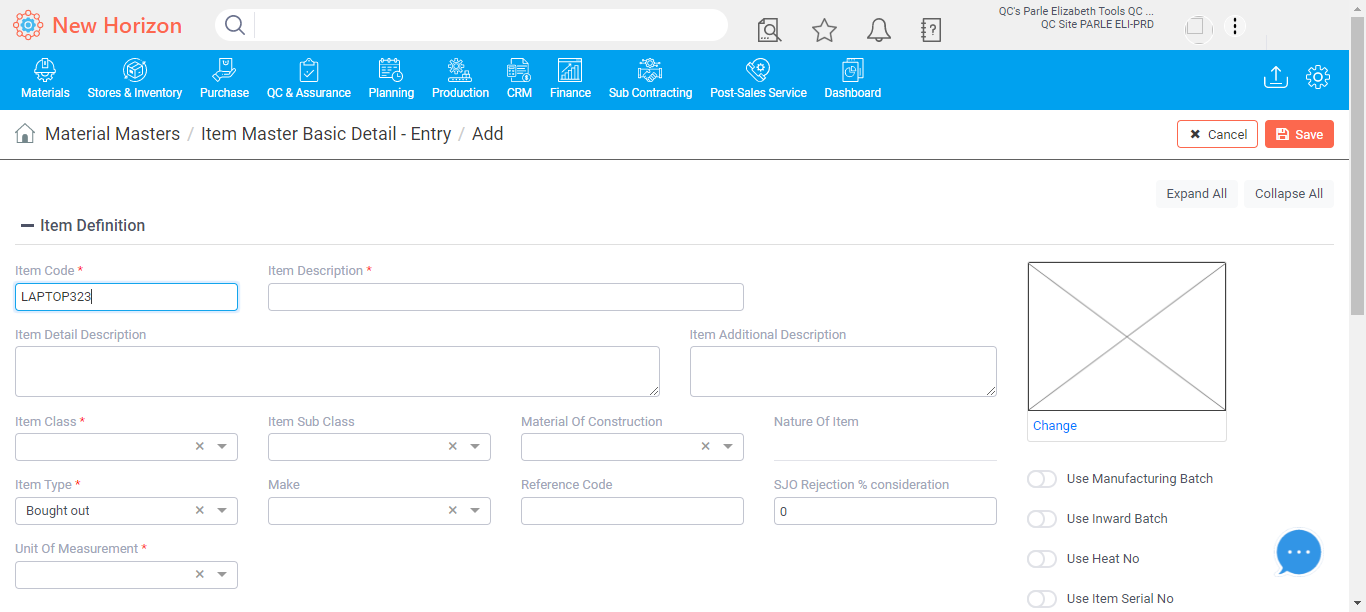 New Horizon
QC's Parle Elizabeth Tools QC ...
QC Site PARLE ELI-PRD
Materials Stores & Inventory Purchase QC & Assurance Planning Production CRM Finance Sub Contracting Post-Sales Service Dashboard
Material Masters / Item Master Basic Detail - Entry / Add
Cancel Save
Expand All Collapse All
Item Definition
Item Code * Item Description *
LAPTOP323
Item Detail Description Item Additional Description
Item Class * Item Sub Class Material Of Construction Nature Of Item
Change
Item Type * Make Reference Code SJO Rejection % consideration
Use Manufacturing Batch
Bought out 0
Use Inward Batch
Unit Of Measurement *
Use Heat No
Use Item Serial No